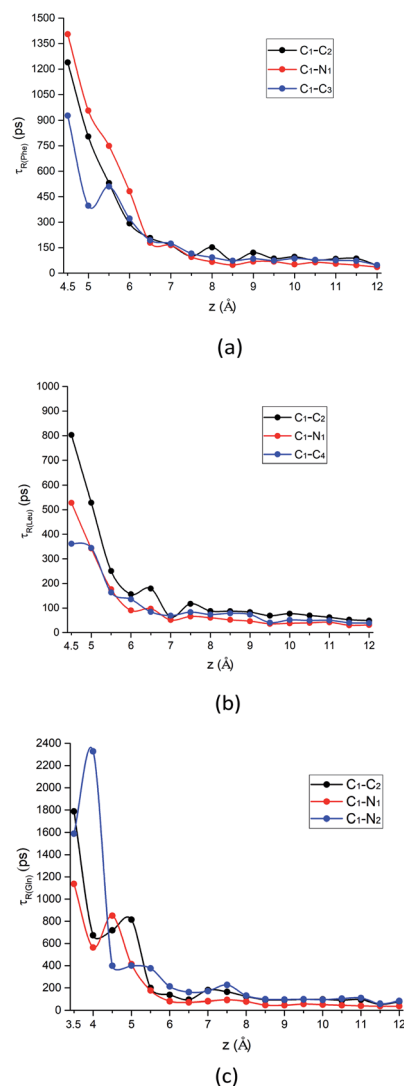 C1-C2
C1-N1
C1-C3
1500
1350
1200
1050
900
750
600
450
300
150
0
τR(Phe) (ps)
4.5 5 6 7 8 9 10 11 12
z (Å)
(a)
C1-C2
C1-N1
C1-C4
1000
900
800
700
600
500
400
300
200
100
0
τR(Leu) (ps)
4.5 5 6 7 8 9 10 11 12
z (Å)
(b)
C1-C2
C1-N1
C1-N2
2400
2200
2000
1800
1600
1400
1200
1000
800
600
400
200
0
τR(Gln) (ps)
3.5 4 5 6 7 8 9 10 11 12
z (Å)
(c)